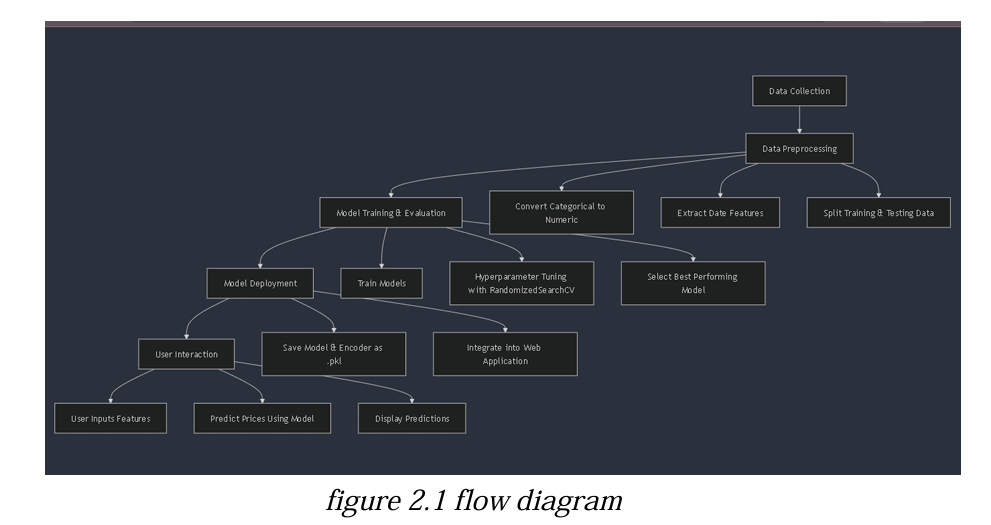 Data Collection
Data Preprocessing
Model Training & Evaluation
Convert Categorical to
Numeric
Extract Date Features
Split Training & Testing Data
Model Deployment
Train Models
Hyperparameter Tuning
with RandomizedSearchCV
Select Best Performing
Model
User Interaction
Save Model & Encoder as
.pkl
Integrate into Web
Application
User Inputs Features
Predict Prices Using Model
Display Predictions
figure 2.1 flow diagram